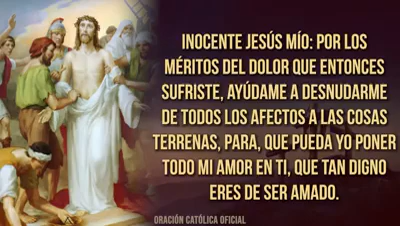 INOCENTE JESÚS MÍO: POR LOS
MÉRITOS DEL DOLOR QUE ENTONCES
SUFRISTE, AYÚDAME A DESNUDARME
DE TODOS LOS AFECTOS A LAS COSAS
TERRENAS, PARA, QUE PUEDA YO PONER
TODO MI AMOR EN TI, QUE TAN DIGNO
ERES DE SER AMADO.
ORACIÓN CATÓLICA OFICIAL